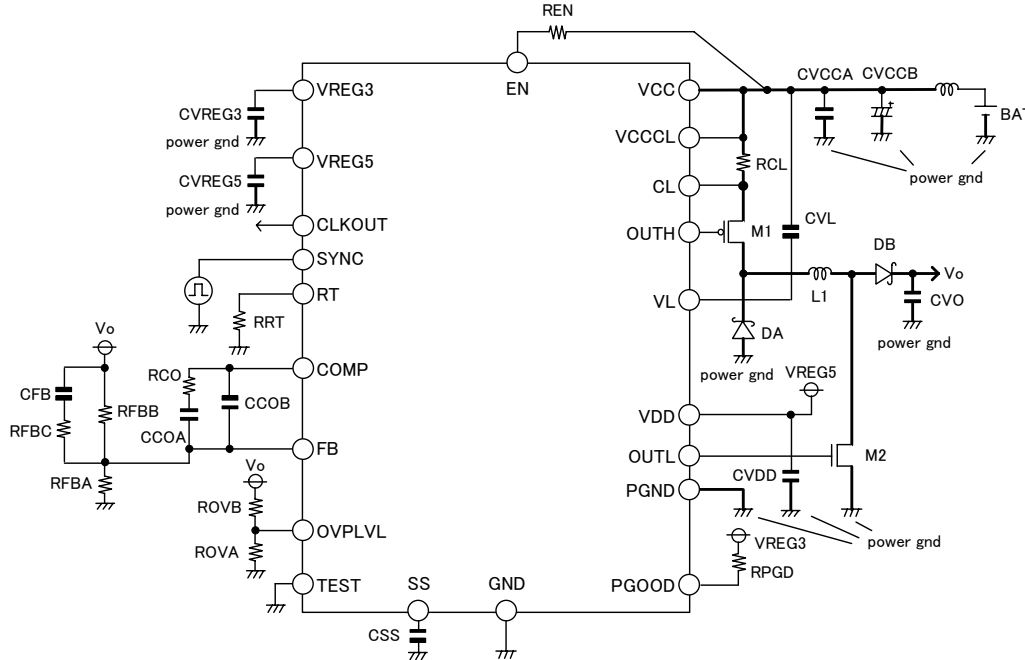 REN
EN
VREG3
CVREG3
power gnd
VREG5
CVREG5
power gnd
CLKOUT
SYNC
RT
RRT
Vo
COMP
RCO
CFB
RFBB
CCOB
CCOA
RFBC
FB
RFBA
Vo
ROVB
OVPLVL
ROVA
TEST
SS
GND
CSS
VCC
CVCCA
CVCCB
BAT
VCCCL
RCL
power gnd
CL
OUTH
M1
CVL
DB
Vo
VL
L1
CVO
DA
power gnd
power gnd
VREG5
VDD
OUTL
M2
CVDD
PGND
power gnd
VREG3
RPGD
PGOOD